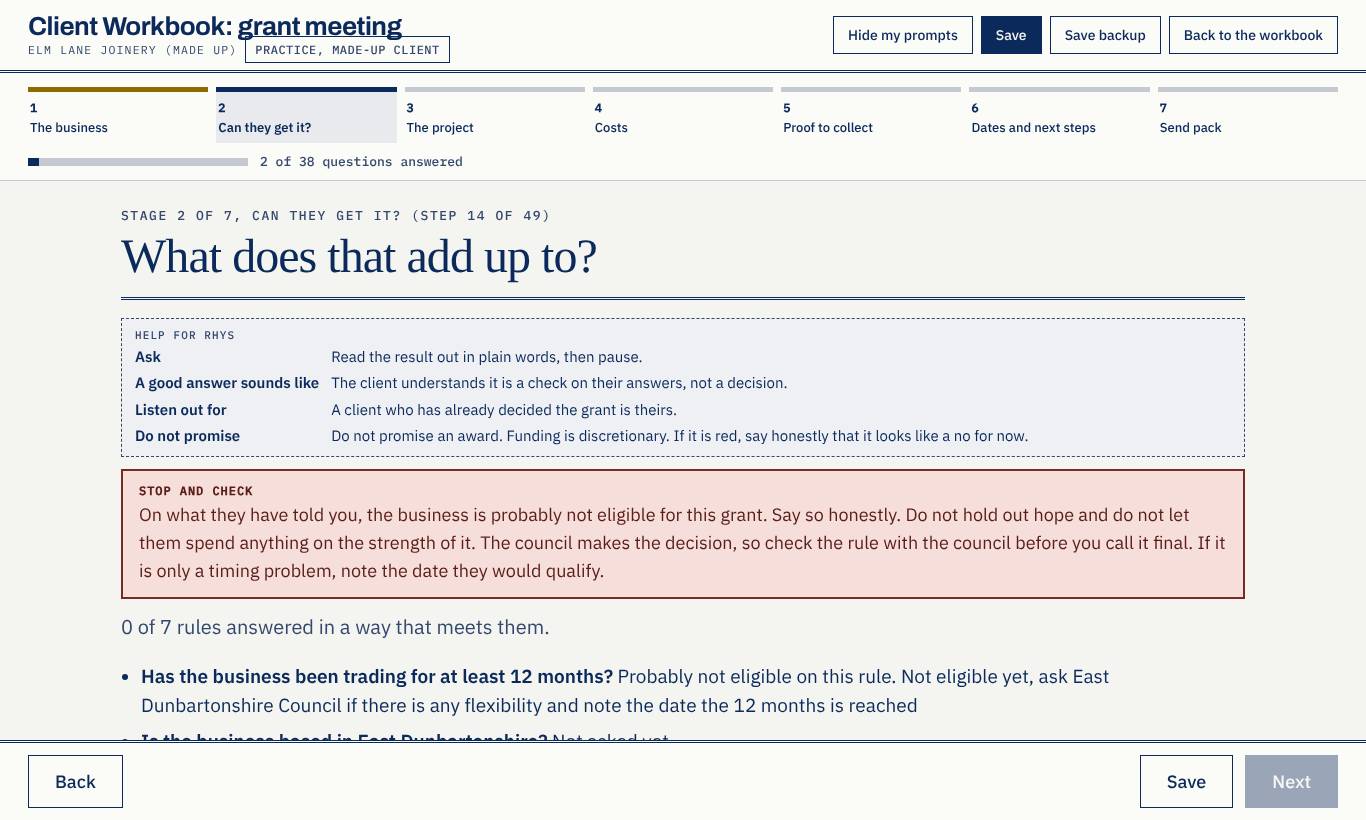 Client Workbook: grant meeting
ELM LANE JOINERY (MADE UP)
PRACTICE, MADE-UP CLIENT
Hide my prompts
Save
Save backup
Back to the workbook
1
The business
2
Can they get it?
3
The project
4
Costs
5
Proof to collect
6
Dates and next steps
7
Send pack
2 of 38 questions answered
STAGE 2 OF 7, CAN THEY GET IT? (STEP 14 OF 49)
What does that add up to?
HELP FOR RHYS
Ask Read the result out in plain words, then pause.
A good answer sounds like The client understands it is a check on their answers, not a decision.
Listen out for A client who has already decided the grant is theirs.
Do not promise Do not promise an award. Funding is discretionary. If it is red, say honestly that it looks like a no for now.
STOP AND CHECK
On what they have told you, the business is probably not eligible for this grant. Say so honestly. Do not hold out hope and do not let
them spend anything on the strength of it. The council makes the decision, so check the rule with the council before you call it final. If it
is only a timing problem, note the date they would qualify.
0 of 7 rules answered in a way that meets them.
• Has the business been trading for at least 12 months? Probably not eligible on this rule. Not eligible yet, ask East
Dunbartonshire Council if there is any flexibility and note the date the 12 months is reached
• Is the business based in East Dunbartonshire? Not asked yet
Back
Save
Next